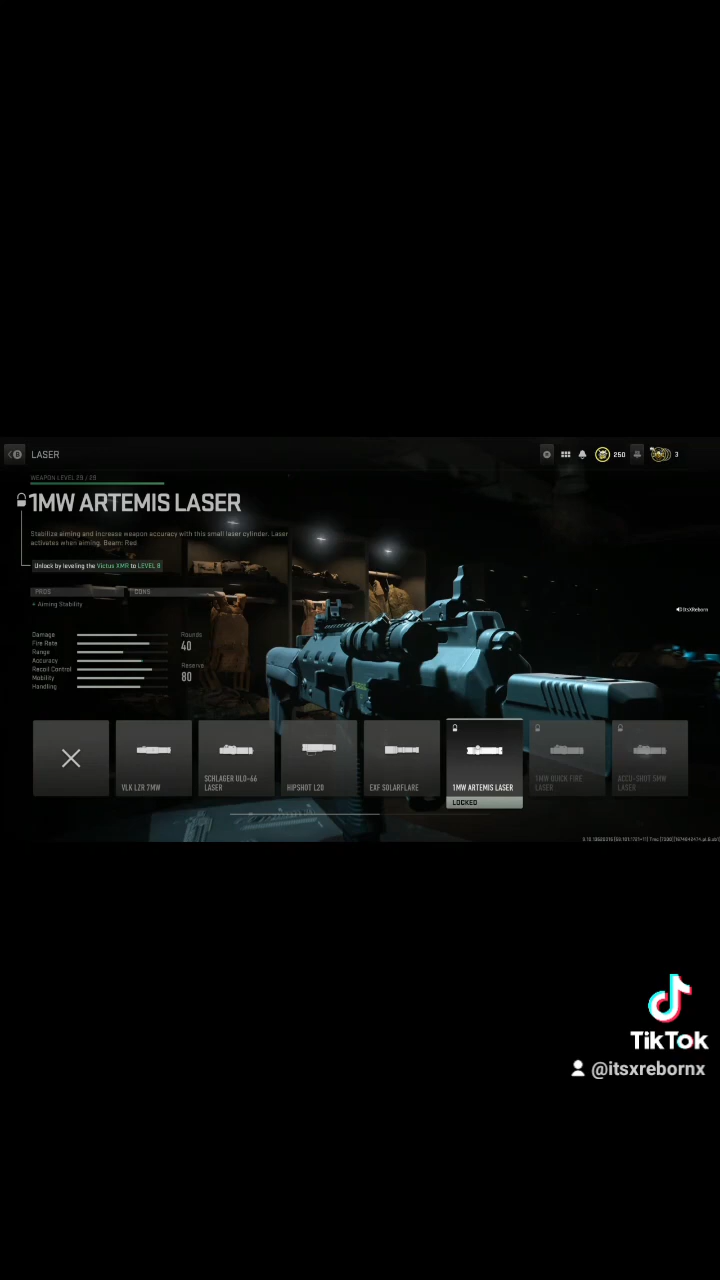 B LASER
250
3
WEAPON LEVEL 29 / 29
1MW ARTEMIS LASER
Stabilize aiming and increase weapon accuracy with this small laser cylinder. Laser
activates when aiming. Beam: Red.
Unlock by leveling the Victus XMR to LEVEL 8
PROS CONS
+ Aiming Stability
ItsXReborn
Damage
Fire Rate
Range
Accuracy
Recoil Control
Mobility
Handling
Rounds
40
Reserve
80
VLK LZR 7MW
SCHLAGER ULO-66
LASER
HIPSHOT L20
EXF SOLARFLARE
1MW ARTEMIS LASER
LOCKED
1MW QUICK FIRE
LASER
ACCU-SHOT 5MW
LASER
TikTok
@itsxrebornx